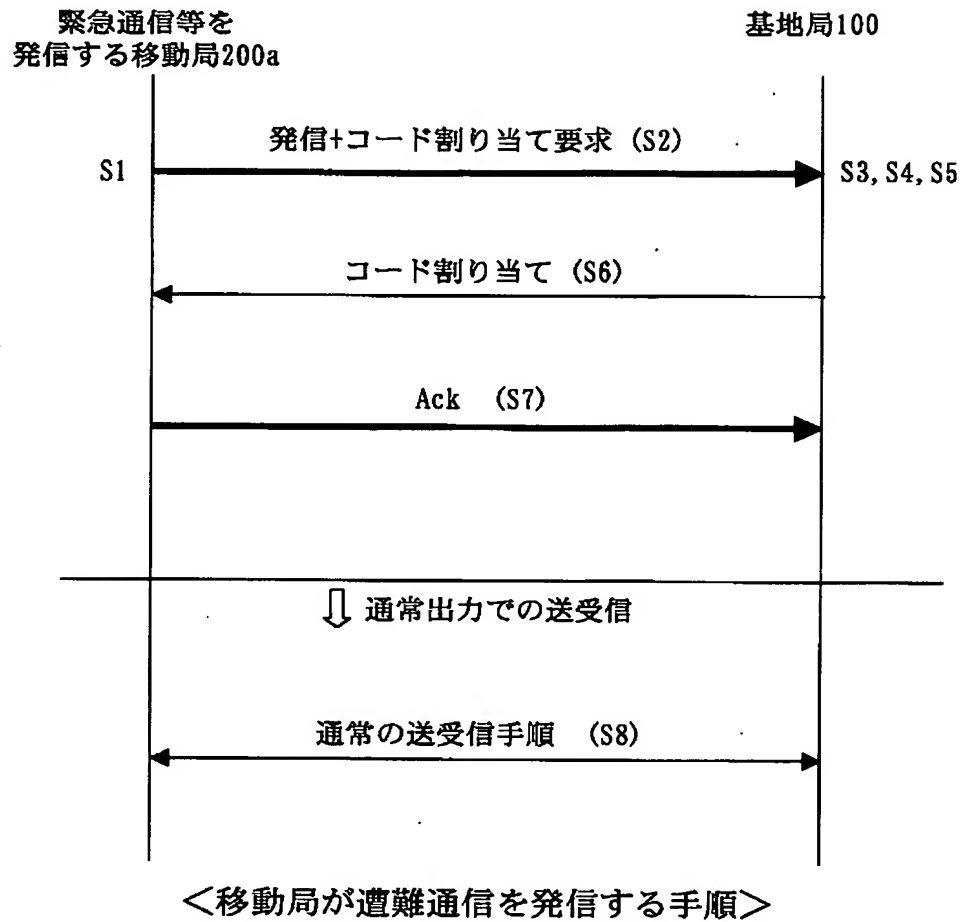 緊急通信等を
発信する移動局200a
基地局100
発信+コード割り当て要求 (S2)
S1
S3, S4, S5
コード割り当て (S6)
Ack (S7)
⇩ 通常出力での送受信
通常の送受信手順 (S8)
＜移動局が遭難通信を発信する手順＞